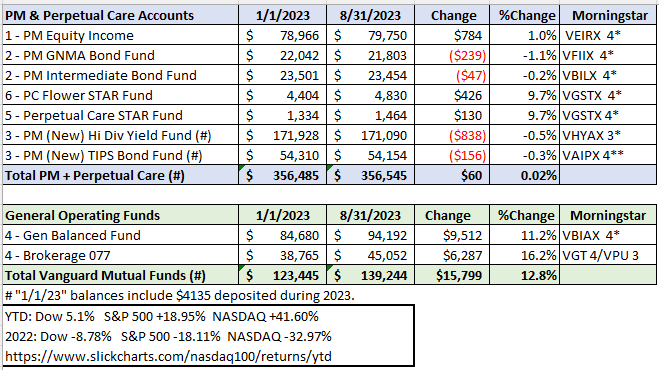 PM & Perpetual Care Accounts 1/1/2023 8/31/2023 Change %Change Morningstar
1 - PM Equity Income $ 78,966 $ 79,750 $784 1.0% VEIRX 4*
2 - PM GNMA Bond Fund $ 22,042 $ 21,803 ($239) -1.1% VFIIX 4*
2 - PM Intermediate Bond Fund $ 23,501 $ 23,454 ($47) -0.2% VBILX 4*
6 - PC Flower STAR Fund $ 4,404 $ 4,830 $426 9.7% VGSTX 4*
5 - Perpetual Care STAR Fund $ 1,334 $ 1,464 $130 9.7% VGSTX 4*
3 - PM (New) Hi Div Yield Fund (#) $ 171,928 $ 171,090 ($838) -0.5% VHYAX 3*
3 - PM (New) TIPS Bond Fund (#) $ 54,310 $ 54,154 ($156) -0.3% VAIPX 4**
Total PM + Perpetual Care (#) $ 356,485 $ 356,545 $60 0.02%
General Operating Funds 1/1/2023 8/31/2023 Change %Change Morningstar
4 - Gen Balanced Fund $ 84,680 $ 94,192 $9,512 11.2% VBIAX 4*
4 - Brokerage 077 $ 38,765 $ 45,052 $6,287 16.2% VGT 4/VPU 3
Total Vanguard Mutual Funds (#) $ 123,445 $ 139,244 $15,799 12.8%
# "1/1/23" balances include $4135 deposited during 2023.
YTD: Dow 5.1% S&P 500 +18.95% NASDAQ +41.60%
2022: Dow -8.78% S&P 500 -18.11% NASDAQ -32.97%
https://www.slickcharts.com/nasdaq100/returns/ytd